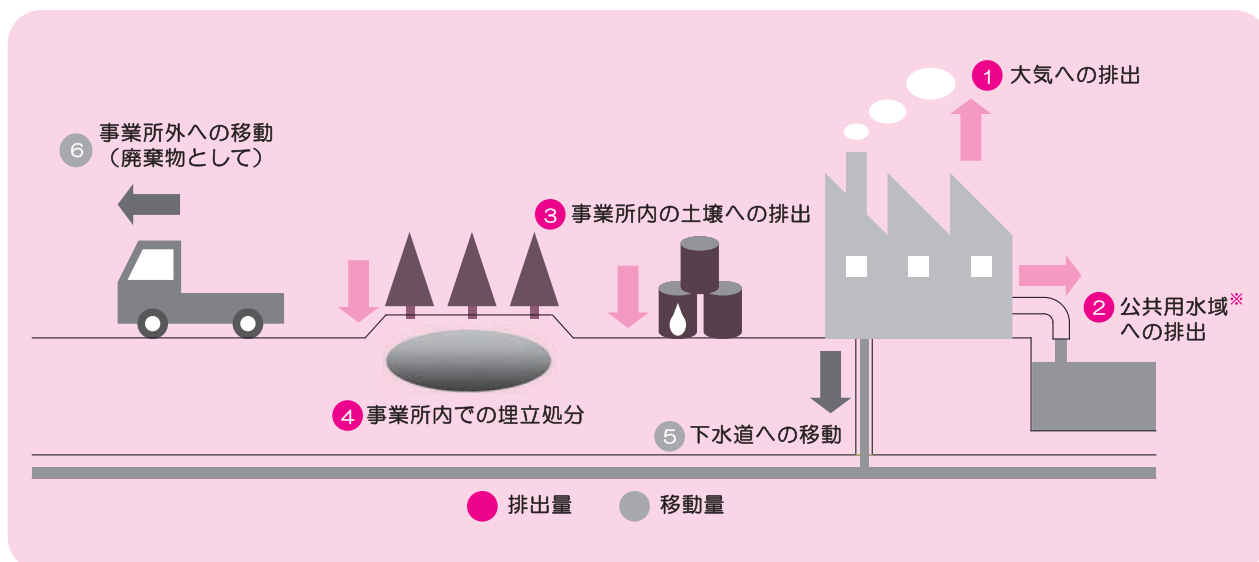 1 大気への排出
6 事業所外への移動
（廃棄物として）
3 事業所内の土壌への排出
2 公共用水域※
への排出
4 事業所内での埋立処分
5 下水道への移動
排出量
移動量